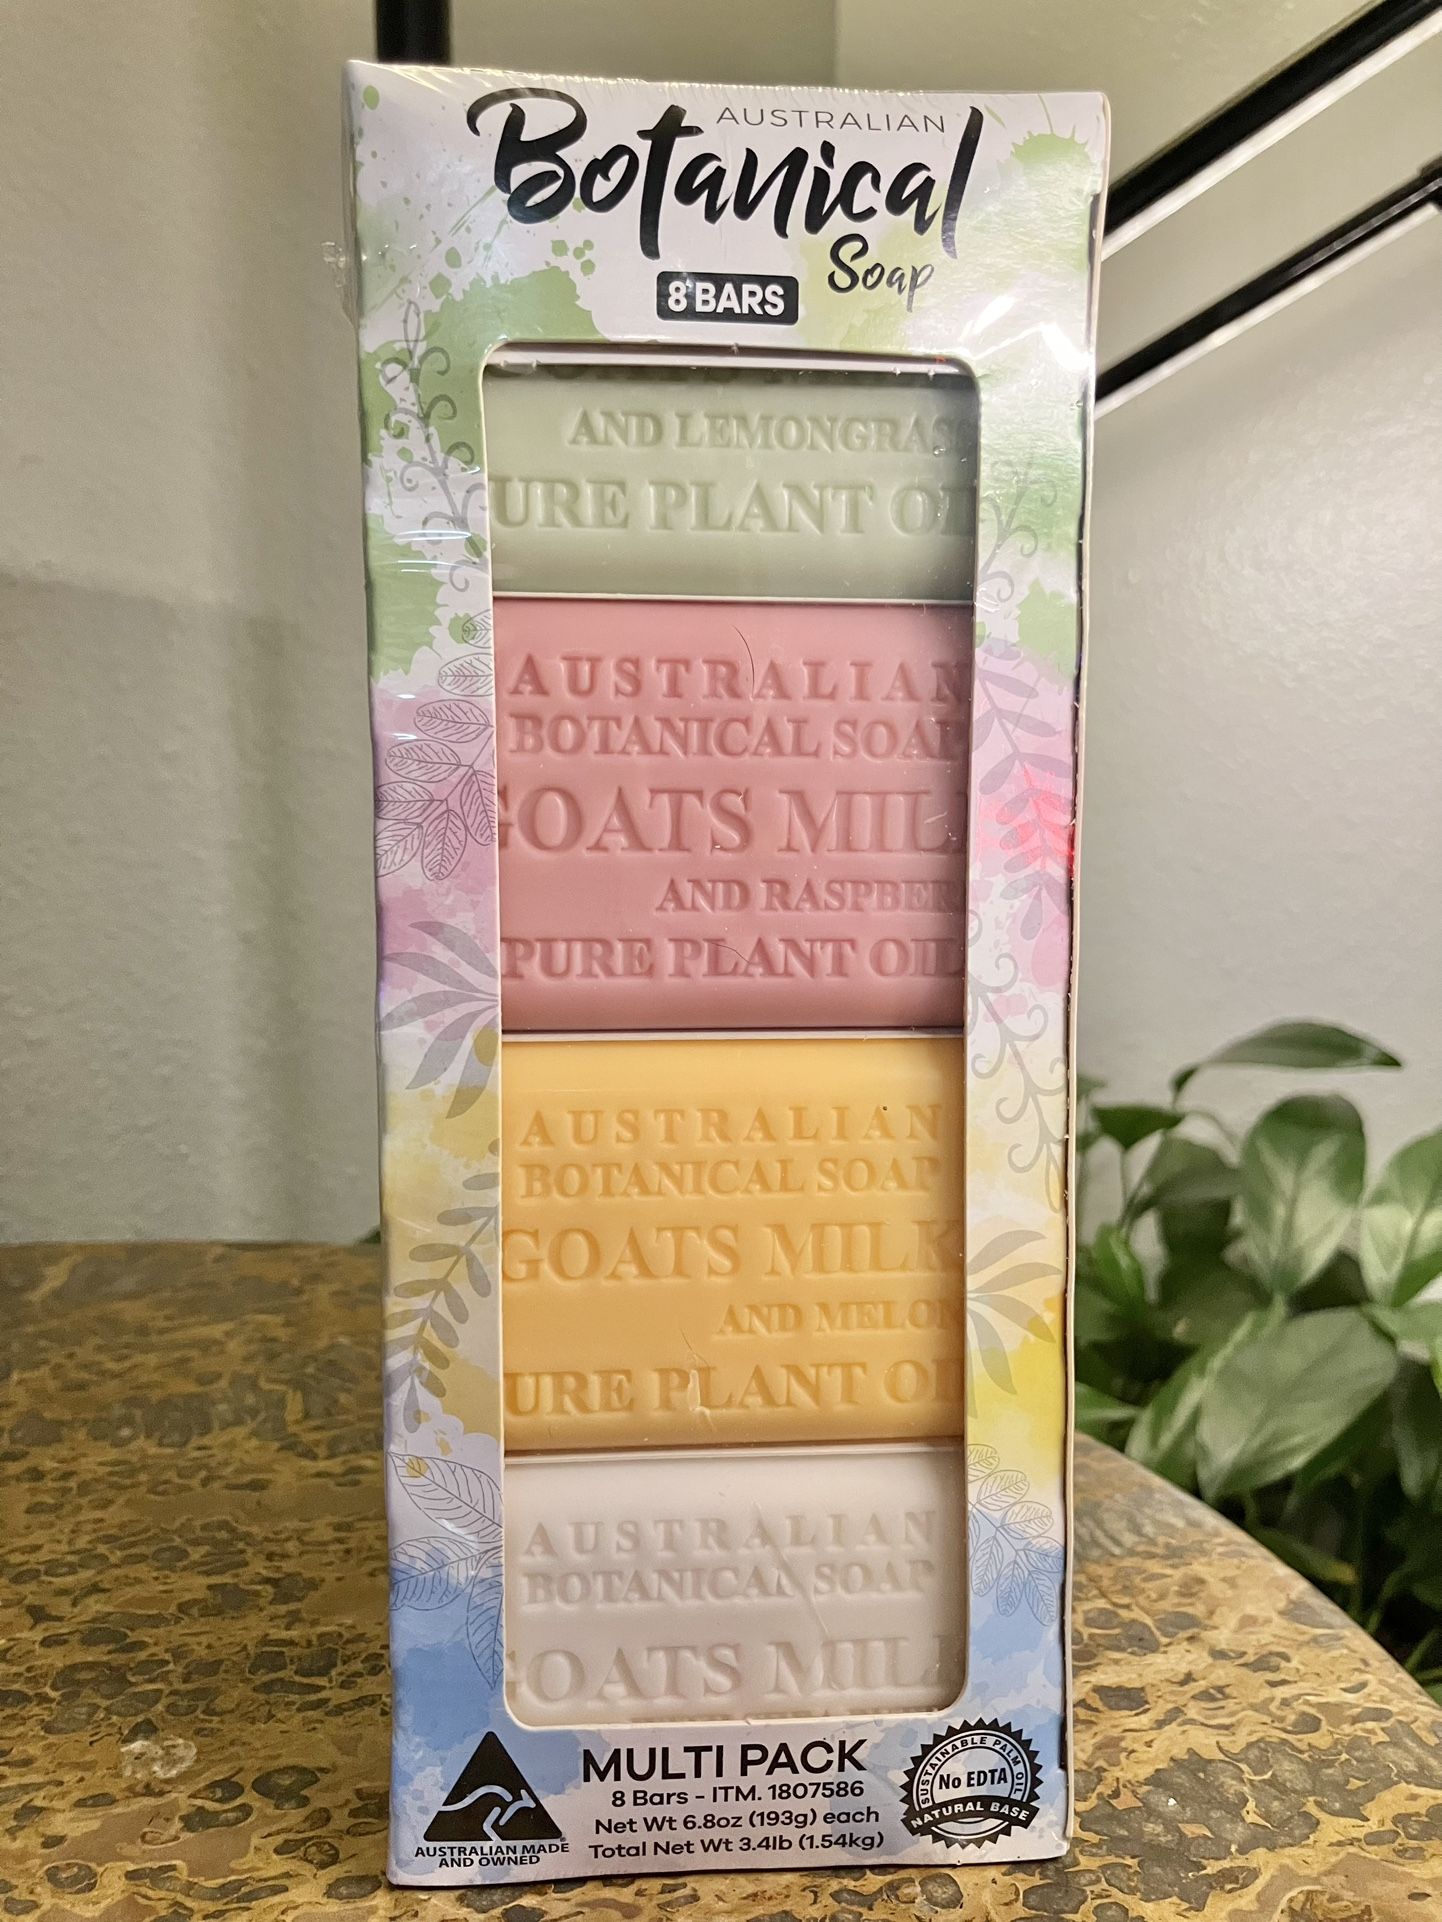 AUSTRALIAN
Botanical
Soap
8 BARS
AND LEMONGRASS
URE PLANT OI
AUSTRALIAN
BOTANICAL SOAP
GOATS MILK
AND RASPBER
PURE PLANT OIL
AUSTRALIAN
BOTANICAL SOAP
GOATS MILK
AND MELON
URE PLANT OI
AUSTRALIAN
BOTANICAL SOAP
GOATS MILK
MULTI PACK
8 Bars - ITM. 1807586
Net Wt 6.8oz (193g) each
Total Net Wt 3.4lb (1.54kg)
AUSTRALIAN MADE
AND OWNED
SUSTAINABLE PALM OIL
No EDTA
NATURAL BASE